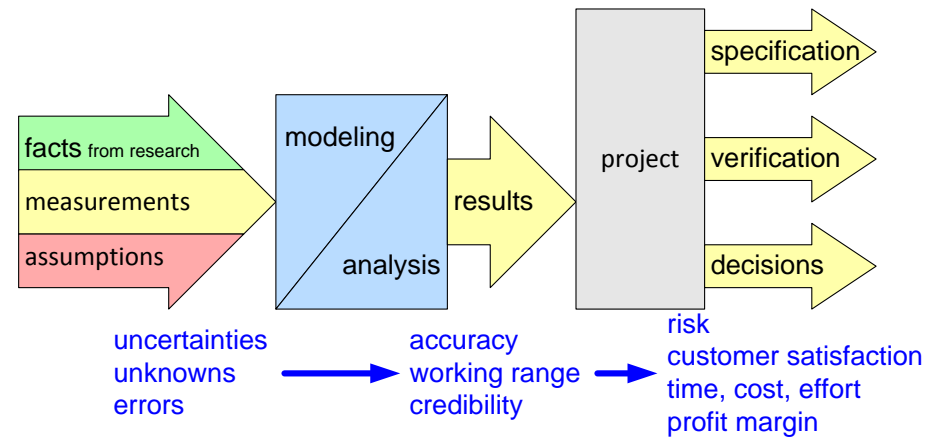 facts from research
measurements
assumptions
modeling
analysis
results
project
specification
verification
decisions
uncertainties
unknowns
errors
accuracy
working range
credibility
risk
customer satisfaction
time, cost, effort
profit margin